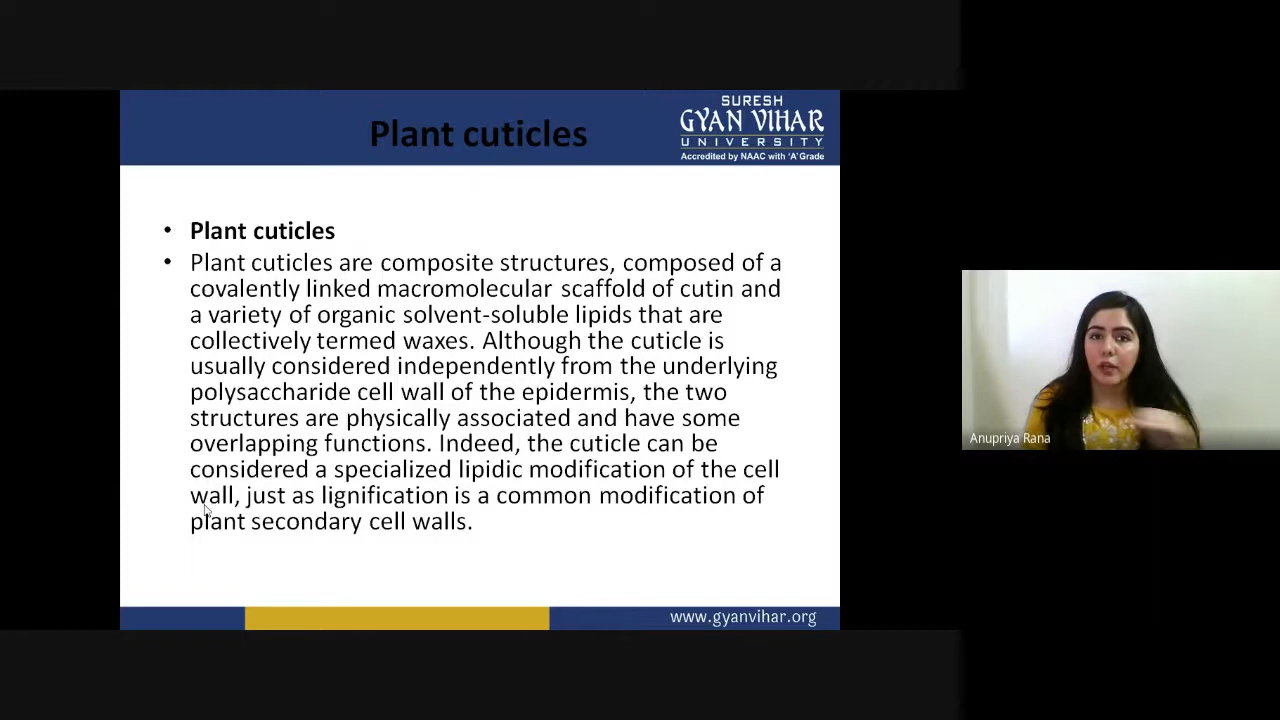 Plant cuticles
SURESH
GYAN VIHAR
UNIVERSITY
Accredited by NAAC with 'A' Grade
• Plant cuticles
• Plant cuticles are composite structures, composed of a
covalently linked macromolecular scaffold of cutin and
a variety of organic solvent-soluble lipids that are
collectively termed waxes. Although the cuticle is
usually considered independently from the underlying
polysaccharide cell wall of the epidermis, the two
structures are physically associated and have some
overlapping functions. Indeed, the cuticle can be
considered a specialized lipidic modification of the cell
wall, just as lignification is a common modification of
plant secondary cell walls.
Anupriya Rana
www.gyanvihar.org